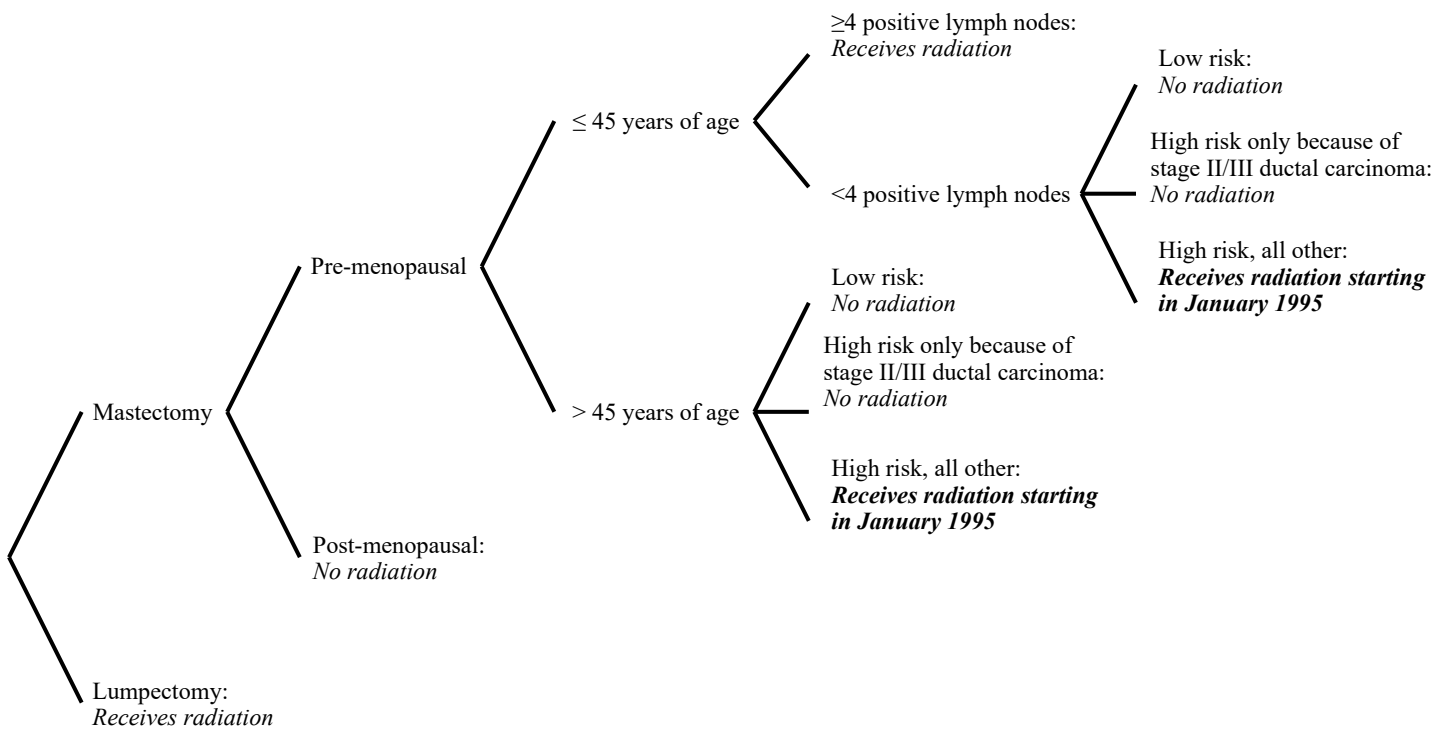 ≥4 positive lymph nodes:
Receives radiation
Low risk:
No radiation
≤ 45 years of age
High risk only because of
stage II/III ductal carcinoma:
No radiation
<4 positive lymph nodes
High risk, all other:
Receives radiation starting
in January 1995
Pre-menopausal
Low risk:
No radiation
High risk only because of
stage II/III ductal carcinoma:
No radiation
> 45 years of age
Mastectomy
High risk, all other:
Receives radiation starting
in January 1995
Post-menopausal:
No radiation
Lumpectomy:
Receives radiation